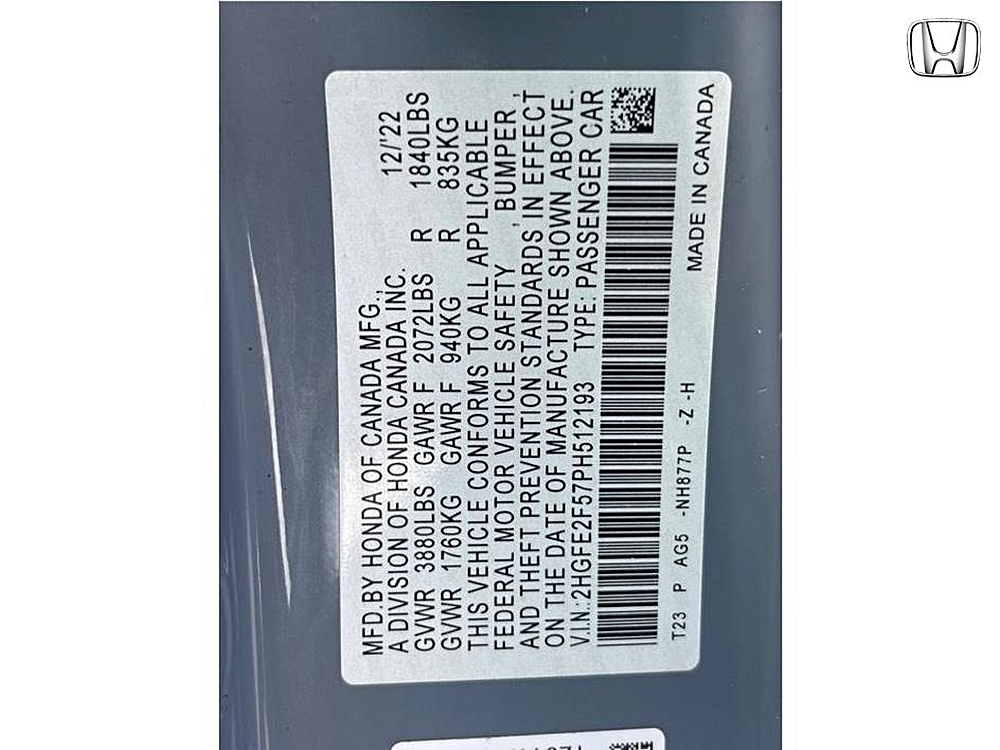 MFD.BY HONDA OF CANADA MFG.,
A DIVISION OF HONDA CANADA INC. 12/'22
GVWR 3880LBS GAWR F 2072LBS R 1840LBS
GVWR 1760KG GAWR F 940KG R 835KG
THIS VEHICLE CONFORMS TO ALL APPLICABLE
FEDERAL MOTOR VEHICLE SAFETY , BUMPER ,
AND THEFT PREVENTION STANDARDS IN EFFECT
ON THE DATE OF MANUFACTURE SHOWN ABOVE.
V.I.N.:2HGFE2F57PH512193 TYPE: PASSENGER CAR
T23 P AG5 -NH877P -Z -H MADE IN CANADA